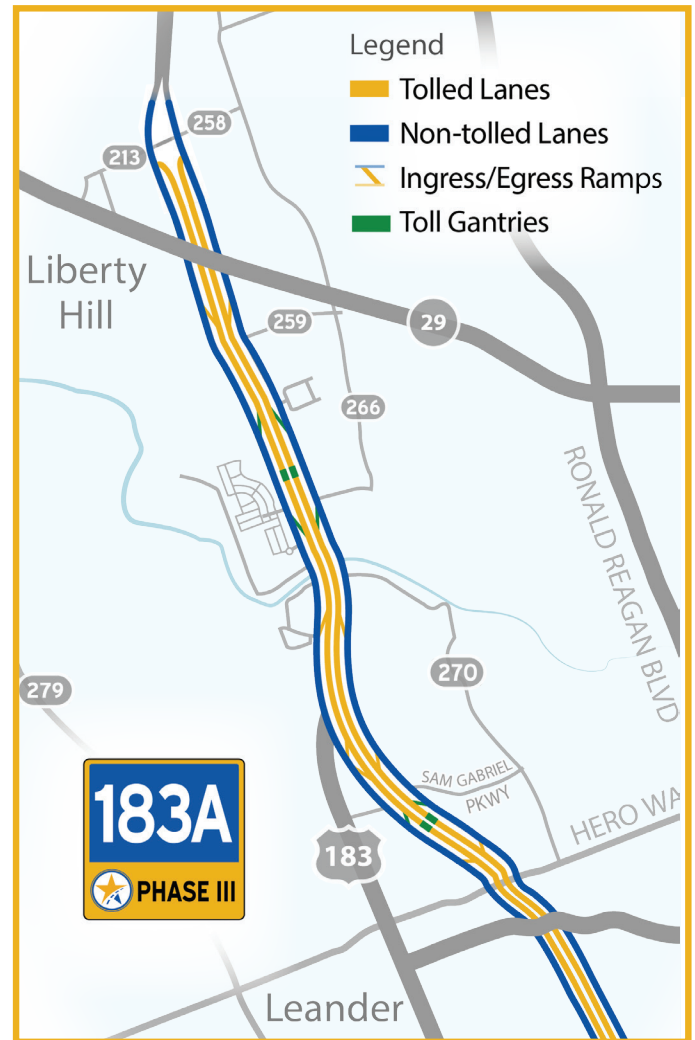 Legend
Tolled Lanes
Non-tolled Lanes
Ingress/Egress Ramps
Toll Gantries
258
213
Liberty
Hill
259
29
266
RONALD REAGAN BLVD
270
279
SAM GABRIEL
PKWY
183A
PHASE III
183
HERO WA
Leander